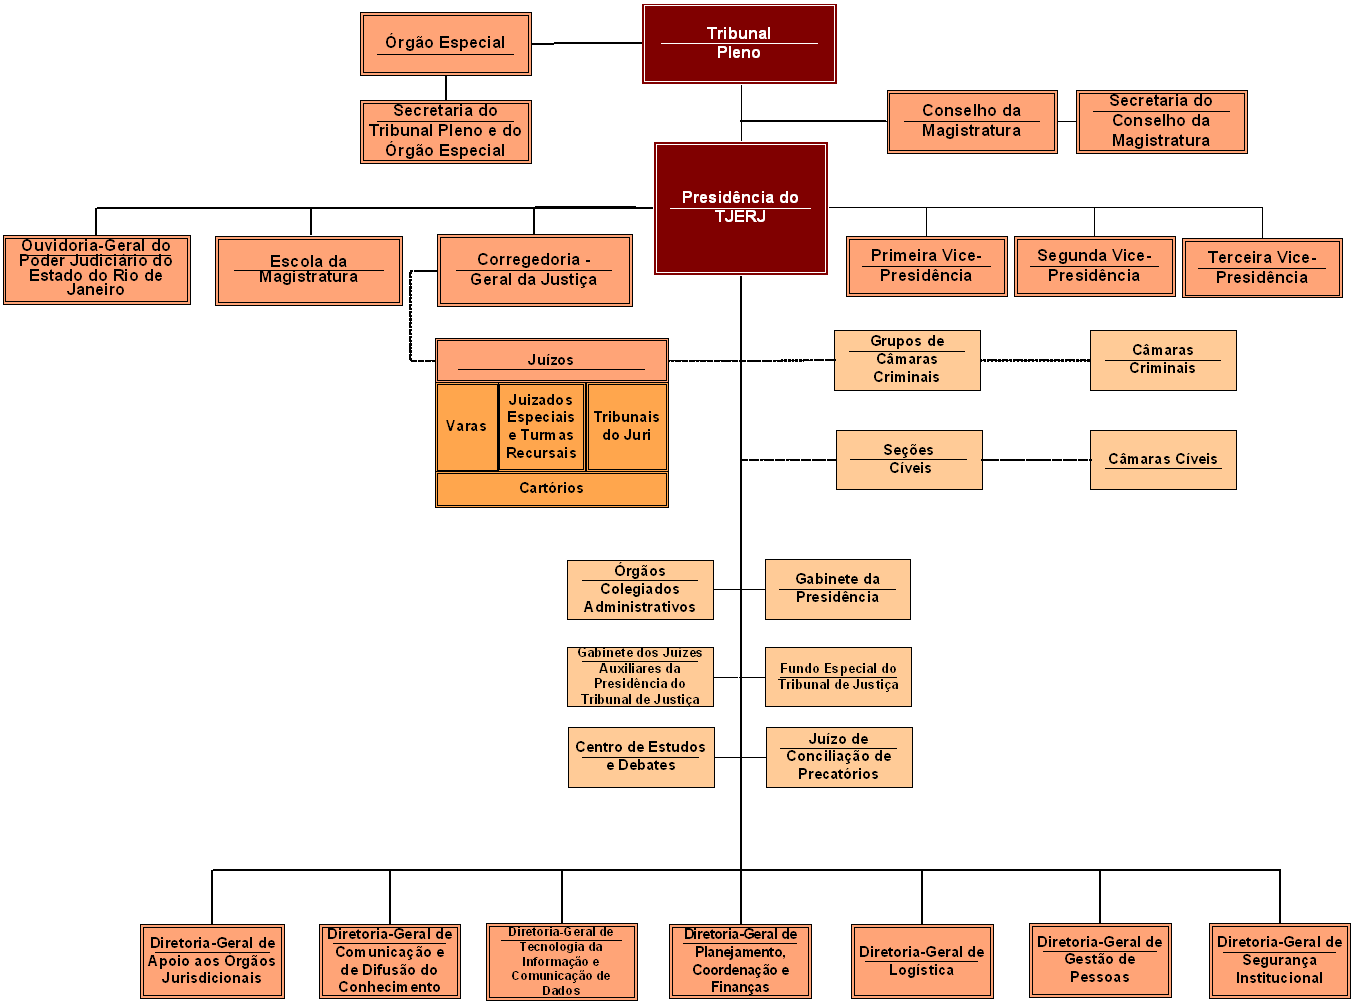 Tribunal
Pleno
Órgão Especial
Secretaria do
Tribunal Pleno e do
Órgão Especial
Conselho da
Magistratura
Secretaria do
Conselho da
Magistratura
Presidência do
TJERJ
Ouvidoria-Geral do
Poder Judiciário do
Estado do Rio de
Janeiro
Escola da
Magistratura
Corregedoria -
Geral da Justiça
Primeira Vice-
Presidência
Segunda Vice-
Presidência
Terceira Vice-
Presidência
Juízos
Varas
Juizados
Especiais
e Turmas
Recursais
Tribunais
do Juri
Cartórios
Grupos de
Câmaras
Criminais
Câmaras
Criminais
Seções
Cíveis
Câmaras Cíveis
Órgãos
Colegiados
Administrativos
Gabinete da
Presidência
Gabinete dos Juízes
Auxiliares da
Presidência do
Tribunal de Justiça
Fundo Especial do
Tribunal de Justiça
Centro de Estudos
e Debates
Juízo de
Conciliação de
Precatórios
Diretoria-Geral de
Apoio aos Órgãos
Jurisdicionais
Diretoria-Geral de
Comunicação e
de Difusão do
Conhecimento
Diretoria-Geral de
Tecnologia da
Informação e
Comunicação de
Dados
Diretoria-Geral de
Planejamento,
Coordenação e
Finanças
Diretoria-Geral de
Logística
Diretoria-Geral de
Gestão de
Pessoas
Diretoria-Geral de
Segurança
Institucional